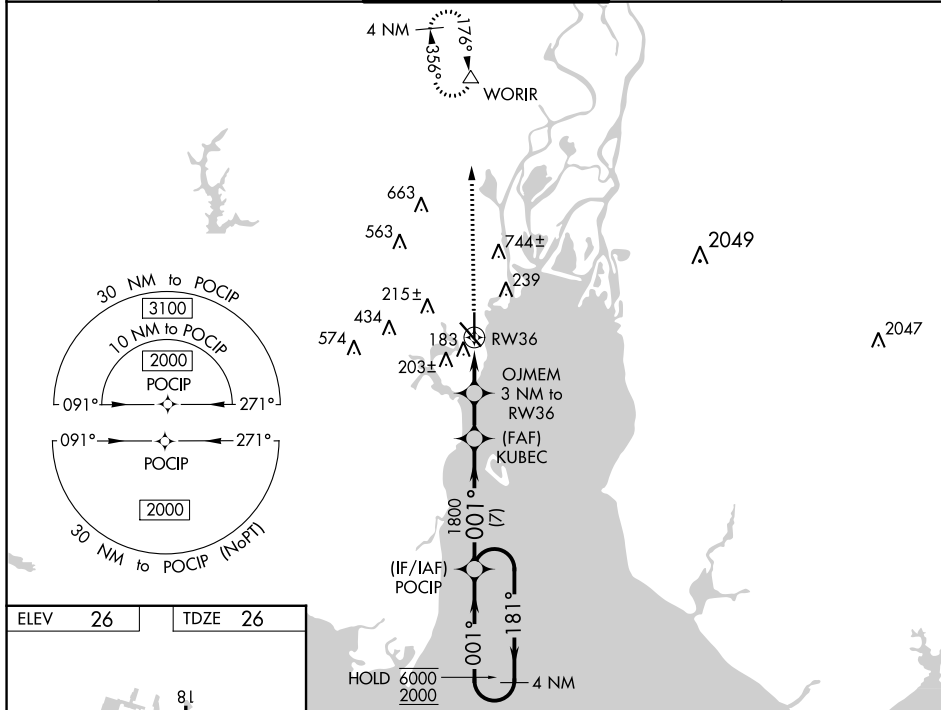 4 NM
176°
356°
WORIR
663
563
744±
2049
239
215±
434
574
183
RW36
2047
203±
OJMEM
3 NM to
RW36
(FAF)
KUBEC
30 NM to POCIP
3100
10 NM to POCIP
2000
POCIP
091°
271°
091°
271°
POCIP
2000
30 NM to POCIP (NoPT)
1800
001°
(7)
(IF/IAF)
POCIP
001°
181°
HOLD 6000
2000
4 NM
ELEV 26
TDZE 26
18